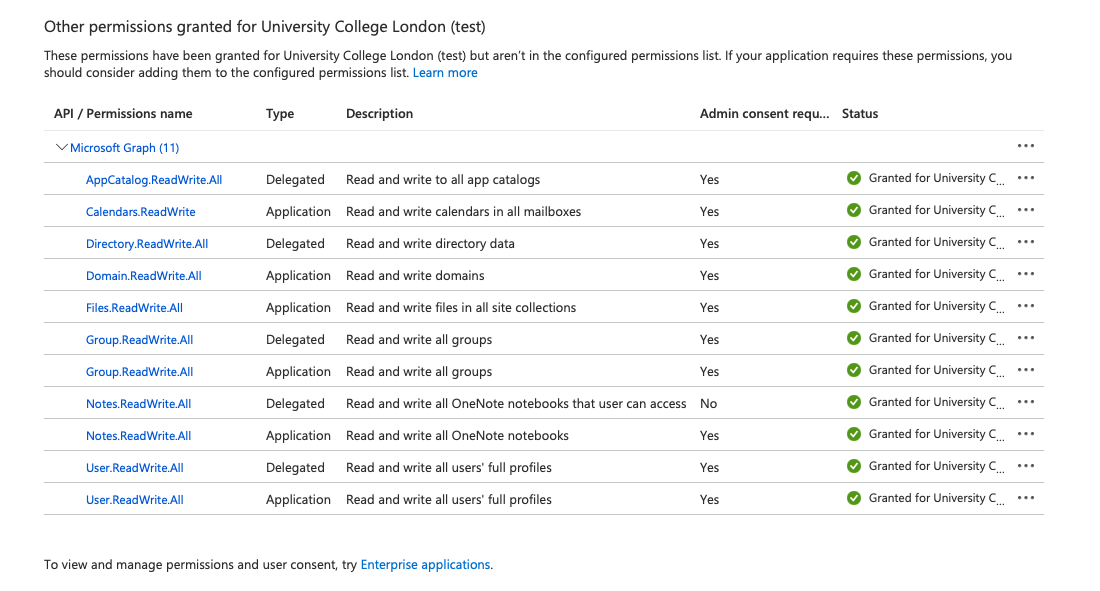 Other permissions granted for University College London (test)
These permissions have been granted for University College London (test) but aren't in the configured permissions list. If your application requires these permissions, you
should consider adding them to the configured permissions list. Learn more
API / Permissions name Type Description Admin consent requ... Status
Microsoft Graph (11) ...
AppCatalog.ReadWrite.All Delegated Read and write to all app catalogs Yes Granted for University C... ...
Calendars.ReadWrite Application Read and write calendars in all mailboxes Yes Granted for University C... ...
Directory.ReadWrite.All Delegated Read and write directory data Yes Granted for University C... ...
Domain.ReadWrite.All Application Read and write domains Yes Granted for University C... ...
Files.ReadWrite.All Application Read and write files in all site collections Yes Granted for University C... ...
Group.ReadWrite.All Delegated Read and write all groups Yes Granted for University C... ...
Group.ReadWrite.All Application Read and write all groups Yes Granted for University C... ...
Notes.ReadWrite.All Delegated Read and write all OneNote notebooks that user can access No Granted for University C... ...
Notes.ReadWrite.All Application Read and write all OneNote notebooks Yes Granted for University C... ...
User.ReadWrite.All Delegated Read and write all users' full profiles Yes Granted for University C... ...
User.ReadWrite.All Application Read and write all users' full profiles Yes Granted for University C... ...
To view and manage permissions and user consent, try Enterprise applications.